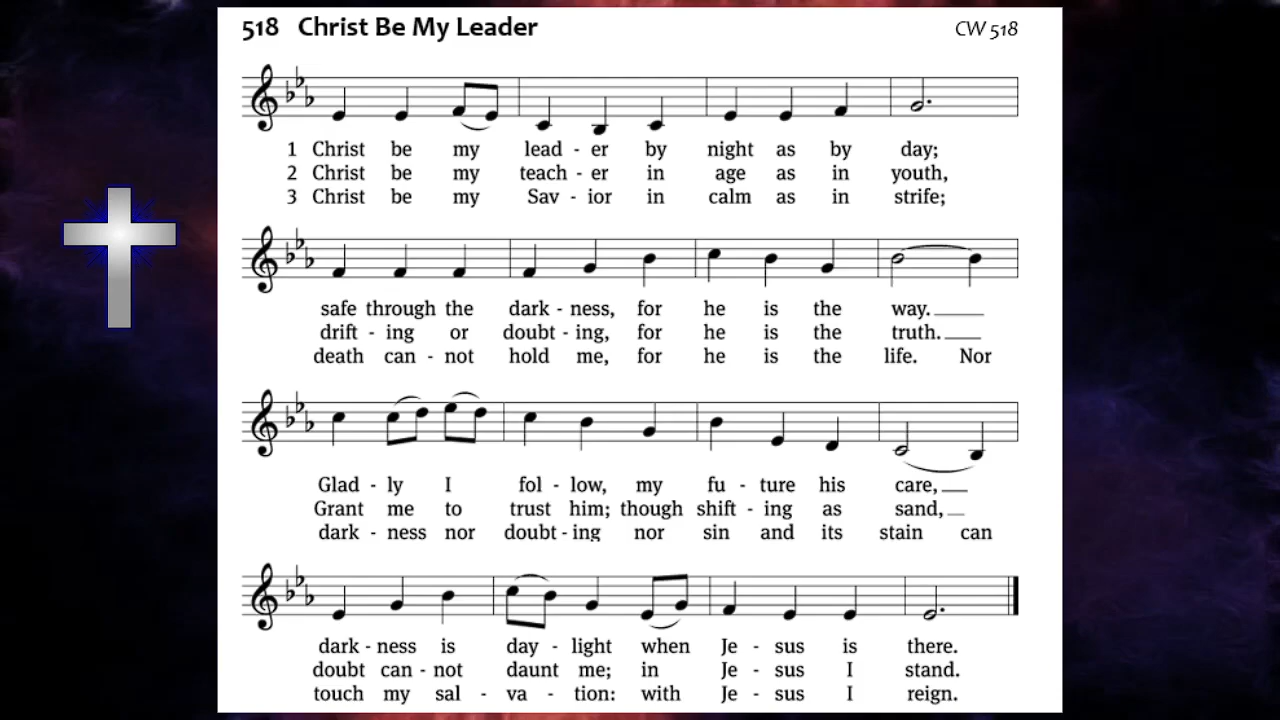 518 Christ Be My Leader CW 518
1 Christ be my lead - er by night as by day;
2 Christ be my teach - er in age as in youth,
3 Christ be my Sav - ior in calm as in strife;
safe through the dark - ness, for he is the way.
drift - ing or doubt - ing, for he is the truth.
death can - not hold me, for he is the life. Nor
Glad - ly I fol - low, my fu - ture his care,
Grant me to trust him; though shift - ing as sand,
dark - ness nor doubt - ing nor sin and its stain can
dark - ness is day - light when Je - sus is there.
doubt can - not daunt me; in Je - sus I stand.
touch my sal - va - tion: with Je - sus I reign.